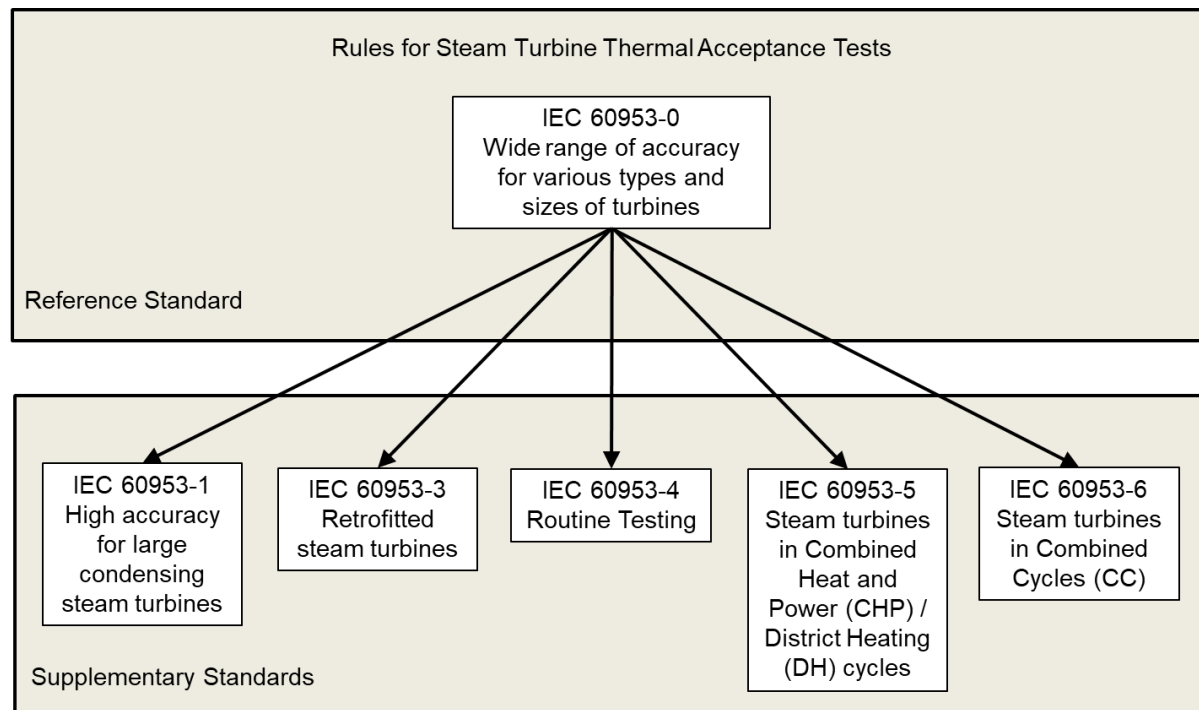 Rules for Steam Turbine Thermal Acceptance Tests
IEC 60953-0
Wide range of accuracy
for various types and
sizes of turbines
Reference Standard
IEC 60953-1
High accuracy
for large
condensing
steam turbines
IEC 60953-3
Retrofitted
steam turbines
IEC 60953-4
Routine Testing
IEC 60953-5
Steam turbines
in Combined
Heat and
Power (CHP) /
District Heating
(DH) cycles
IEC 60953-6
Steam turbines
in Combined
Cycles (CC)
Supplementary Standards